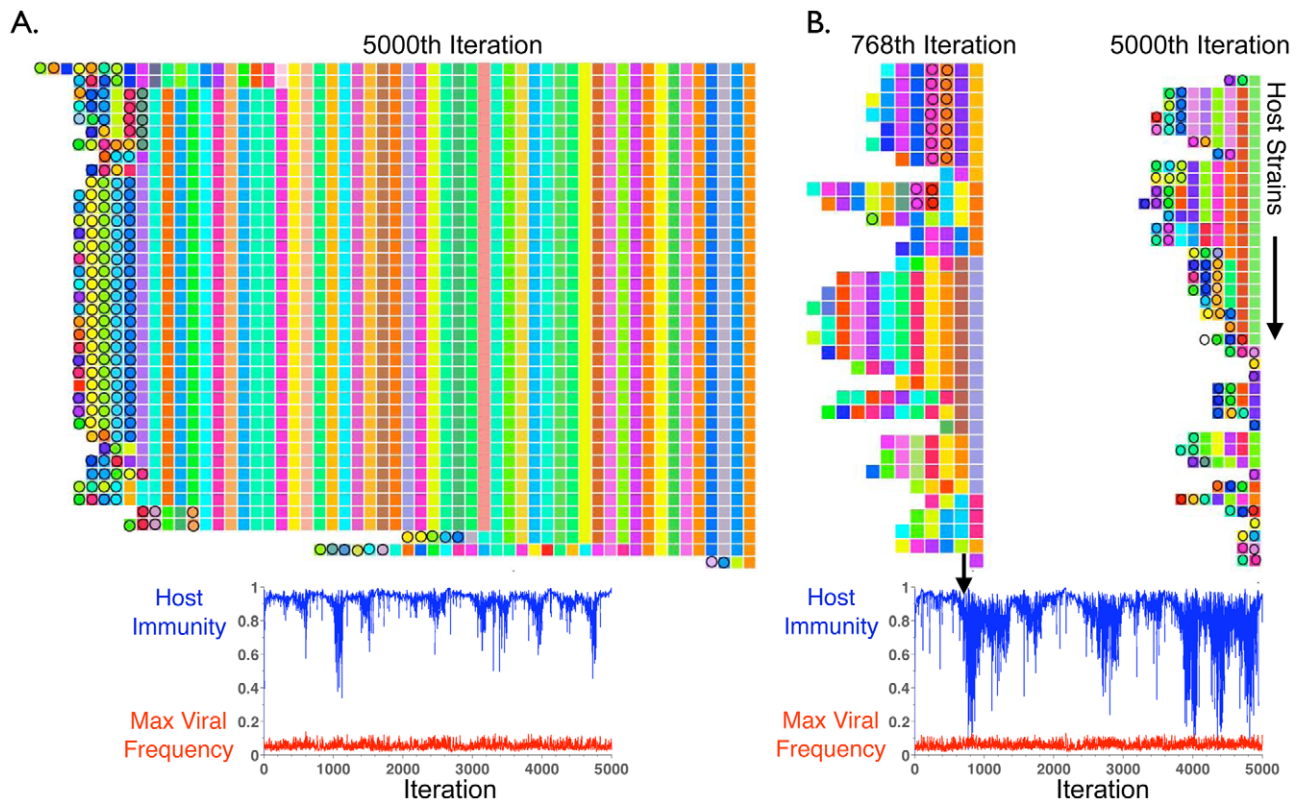 A.
5000th Iteration
Host
Immunity
Max Viral
Frequency
1
0.8
0.6
0.4
0.2
0
0
1000
2000
3000
4000
5000
Iteration
B.
768th Iteration
5000th Iteration
Host Strains
Host
Immunity
Max Viral
Frequency
1
0.8
0.6
0.4
0.2
0
0
1000
2000
3000
4000
5000
Iteration